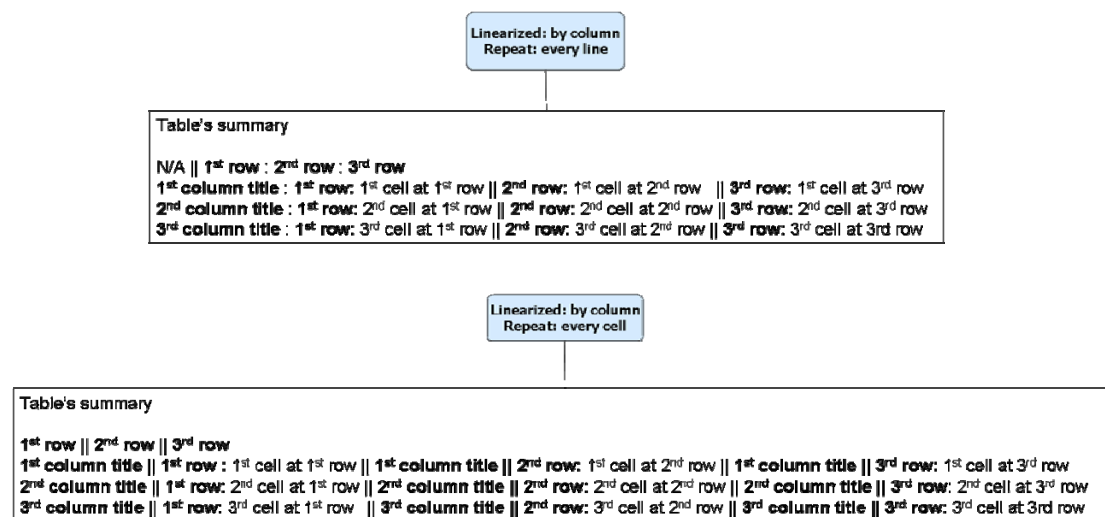 Linearized: by column
Repeat: every line
Table's summary
N/A || 1st row : 2nd row : 3rd row
1st column title : 1st row: 1st cell at 1st row || 2nd row: 1st cell at 2nd row || 3rd row: 1st cell at 3rd row
2nd column title : 1st row: 2nd cell at 1st row || 2nd row: 2nd cell at 2nd row || 3rd row: 2nd cell at 3rd row
3rd column title : 1st row: 3rd cell at 1st row || 2nd row: 3rd cell at 2nd row || 3rd row: 3rd cell at 3rd row
Linearized: by column
Repeat: every cell
Table's summary
1st row || 2nd row || 3rd row
1st column title || 1st row : 1st cell at 1st row || 1st column title || 2nd row: 1st cell at 2nd row || 1st column title || 3rd row: 1st cell at 3rd row
2nd column title || 1st row: 2nd cell at 1st row || 2nd column title || 2nd row: 2nd cell at 2nd row || 2nd column title || 3rd row: 2nd cell at 3rd row
3rd column title || 1st row: 3rd cell at 1st row || 3rd column title || 2nd row: 3rd cell at 2nd row || 3rd column title || 3rd row: 3rd cell at 3rd row